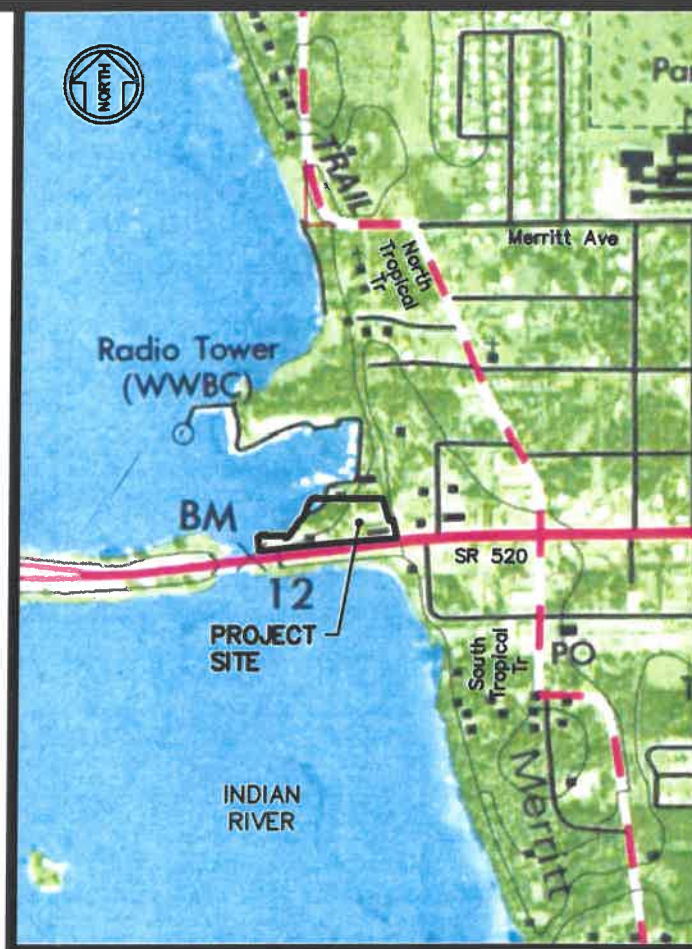 NORTH
TRAIL
Merritt Ave
North
Tropical
Tr
Radio Tower
(WWBC)
BM
SR 520
12
PROJECT
SITE
South
Tropical
Tr
PO
INDIAN
RIVER
Merritt